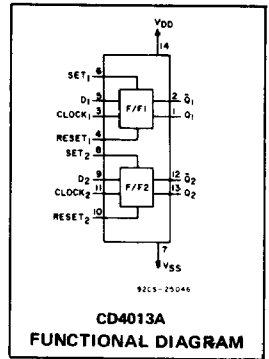 VDD
14
6
SET1
5
D1
3
CLOCK1
F/F1
2 Q̅1
1 Q1
4
RESET1
8
SET2
9
D2
11
CLOCK2
F/F2
12 Q̅2
13 Q2
10
RESET2
7
VSS
92CS-25046
CD4013A
FUNCTIONAL DIAGRAM